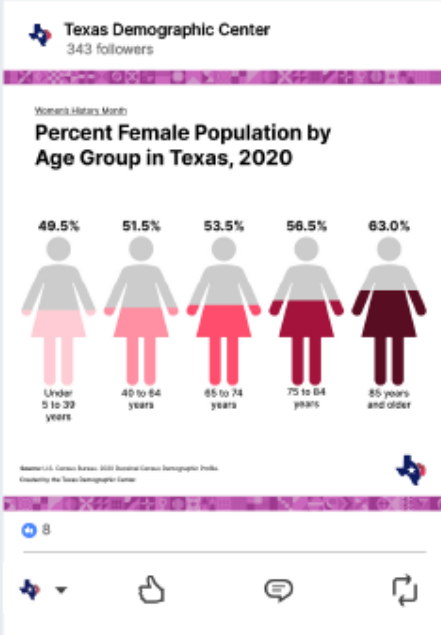 Texas Demographic Center
343 followers
Women's History Month
Percent Female Population by
Age Group in Texas, 2020
49.5% 51.5% 53.5% 56.5% 63.0%
Under 40 to 64 65 to 74 75 to 84 85 years
5 to 39 years years years and older
years
Source: U.S. Census Bureau. 2020 Decennial Census Demographic Profile.
Created by the Texas Demographic Center
8